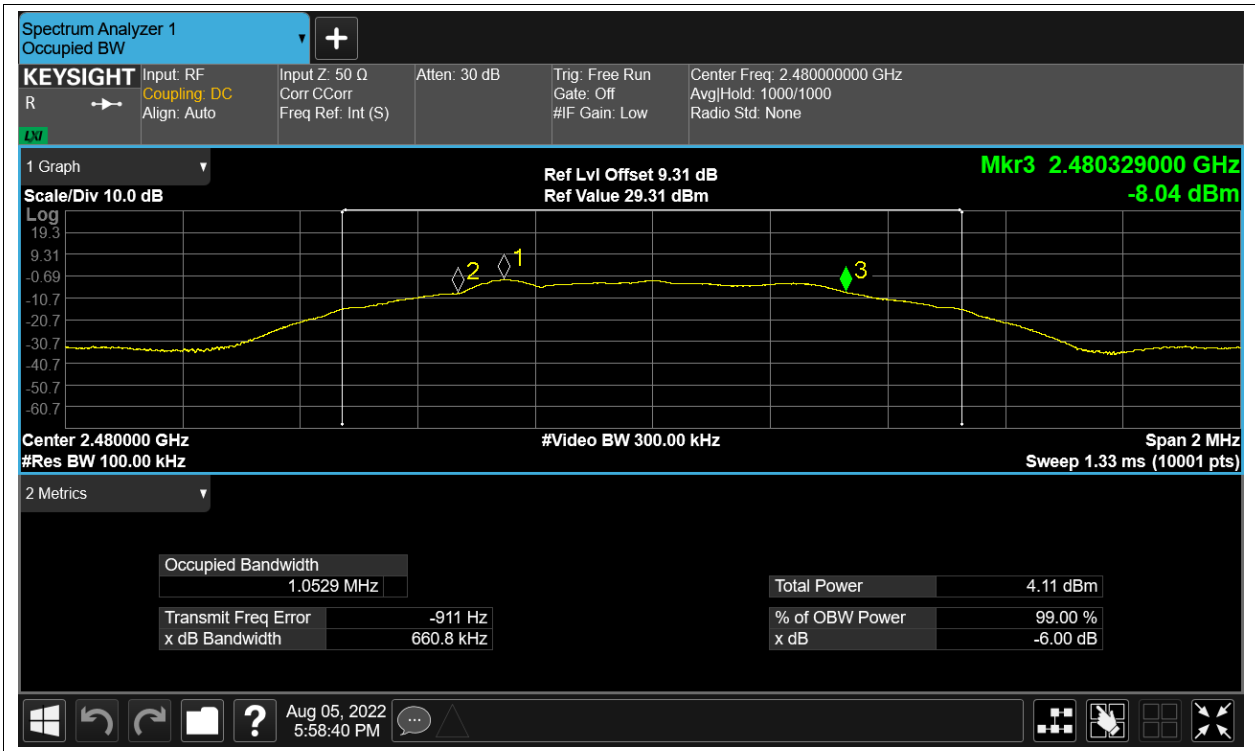 Spectrum Analyzer 1
Occupied BW
+
KEYSIGHT
R
LXI
Input: RF
Coupling: DC
Align: Auto
Input Z: 50 Ω
Corr CCorr
Freq Ref: Int (S)
Atten: 30 dB
Trig: Free Run
Gate: Off
#IF Gain: Low
Center Freq: 2.480000000 GHz
Avg|Hold: 1000/1000
Radio Std: None
1 Graph
Scale/Div 10.0 dB
Ref Lvl Offset 9.31 dB
Ref Value 29.31 dBm
Mkr3 2.480329000 GHz
-8.04 dBm
Log
19.3
9.31
-0.69
-10.7
-20.7
-30.7
-40.7
-50.7
-60.7
2
1
3
Center 2.480000 GHz
#Res BW 100.00 kHz
#Video BW 300.00 kHz
Span 2 MHz
Sweep 1.33 ms (10001 pts)
2 Metrics
Occupied Bandwidth
1.0529 MHz
Transmit Freq Error -911 Hz
x dB Bandwidth 660.8 kHz
Total Power 4.11 dBm
% of OBW Power 99.00 %
x dB -6.00 dB
?
Aug 05, 2022
5:58:40 PM